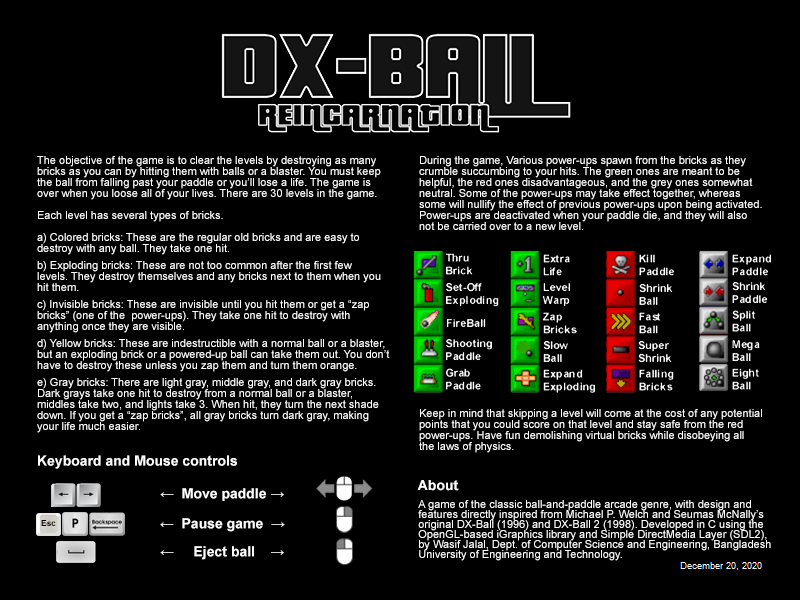 DX-BALL
REINCARNATION
The objective of the game is to clear the levels by destroying as many
bricks as you can by hitting them with balls or a blaster. You must keep
the ball from falling past your paddle or you'll lose a life. The game is
over when you loose all of your lives. There are 30 levels in the game.
Each level has several types of bricks.
a) Colored bricks: These are the regular old bricks and are easy to
destroy with any ball. They take one hit.
b) Exploding bricks: These are not too common after the first few
levels. They destroy themselves and any bricks next to them when you
hit them.
c) Invisible bricks: These are invisible until you hit them or get a “zap
bricks” (one of the power-ups). They take one hit to destroy with
anything once they are visible.
d) Yellow bricks: These are indestructible with a normal ball or a blaster,
but an exploding brick or a powered-up ball can take them out. You don't
have to destroy these unless you zap them and turn them orange.
e) Gray bricks: There are light gray, middle gray, and dark gray bricks.
Dark grays take one hit to destroy from a normal ball or a blaster,
middles take two, and lights take 3. When hit, they turn the next shade
down. If you get a “zap bricks”, all gray bricks turn dark gray, making
your life much easier.
Keyboard and Mouse controls
← → ← Move paddle →
Esc P Backspace ← Pause game →
← Eject ball →
During the game, Various power-ups spawn from the bricks as they
crumble succumbing to your hits. The green ones are meant to be
helpful, the red ones disadvantageous, and the grey ones somewhat
neutral. Some of the power-ups may take effect together, whereas
some will nullify the effect of previous power-ups upon being activated.
Power-ups are deactivated when your paddle die, and they will also
not be carried over to a new level.
Thru Extra Kill Expand
Brick Life Paddle Paddle
Set-Off Level Shrink Shrink
Exploding Warp Ball Paddle
FireBall Zap Fast Split
Bricks Ball Ball
Shooting Slow Super Mega
Paddle Ball Shrink Ball
Grab Expand Falling Eight
Paddle Exploding Bricks Ball
Keep in mind that skipping a level will come at the cost of any potential
points that you could score on that level and stay safe from the red
power-ups. Have fun demolishing virtual bricks while disobeying all
the laws of physics.
About
A game of the classic ball-and-paddle arcade genre, with design and
features directly inspired from Michael P. Welch and Seumas McNally's
original DX-Ball (1996) and DX-Ball 2 (1998). Developed in C using the
OpenGL-based iGraphics library and Simple DirectMedia Layer (SDL2),
by Wasif Jalal, Dept. of Computer Science and Engineering, Bangladesh
University of Engineering and Technology.
December 20, 2020